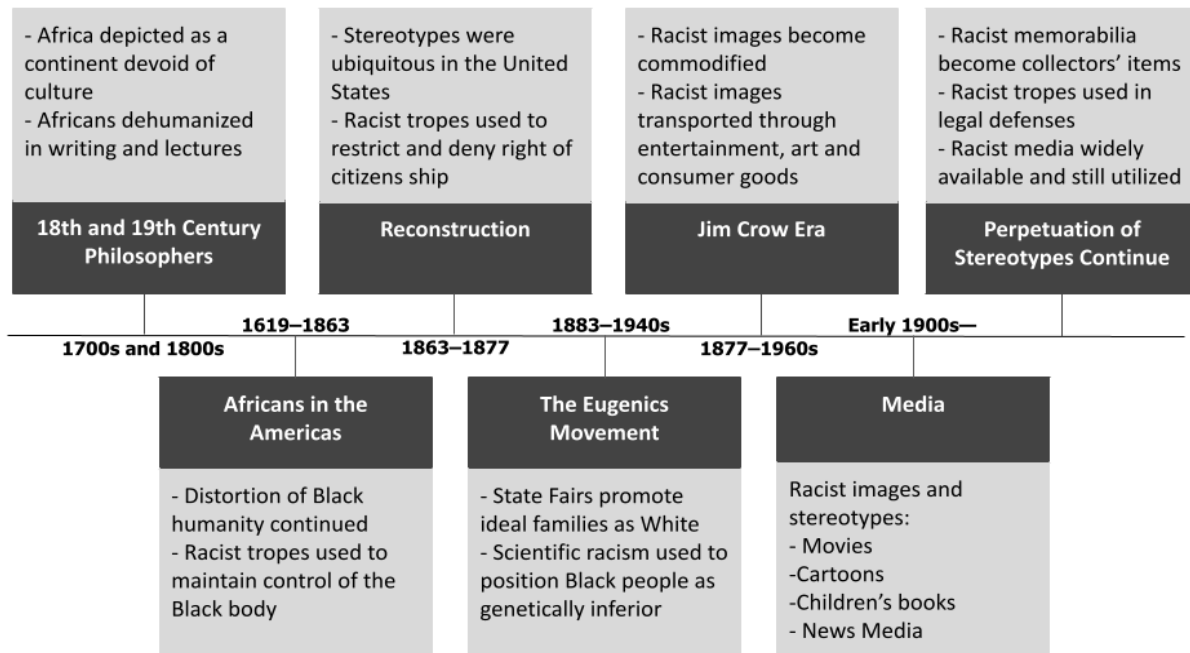 - Africa depicted as a
continent devoid of
culture
- Africans dehumanized
in writing and lectures
18th and 19th Century
Philosophers
- Stereotypes were
ubiquitous in the United
States
- Racist tropes used to
restrict and deny right of
citizens ship
Reconstruction
- Racist images become
commodified
- Racist images
transported through
entertainment, art and
consumer goods
Jim Crow Era
- Racist memorabilia
become collectors’ items
- Racist tropes used in
legal defenses
- Racist media widely
available and still utilized
Perpetuation of
Stereotypes Continue
1619–1863
1883–1940s
Early 1900s—
1700s and 1800s
1863–1877
1877–1960s
Africans in the
Americas
- Distortion of Black
humanity continued
- Racist tropes used to
maintain control of the
Black body
The Eugenics
Movement
- State Fairs promote
ideal families as White
- Scientific racism used to
position Black people as
genetically inferior
Media
Racist images and
stereotypes:
- Movies
-Cartoons
-Children’s books
- News Media